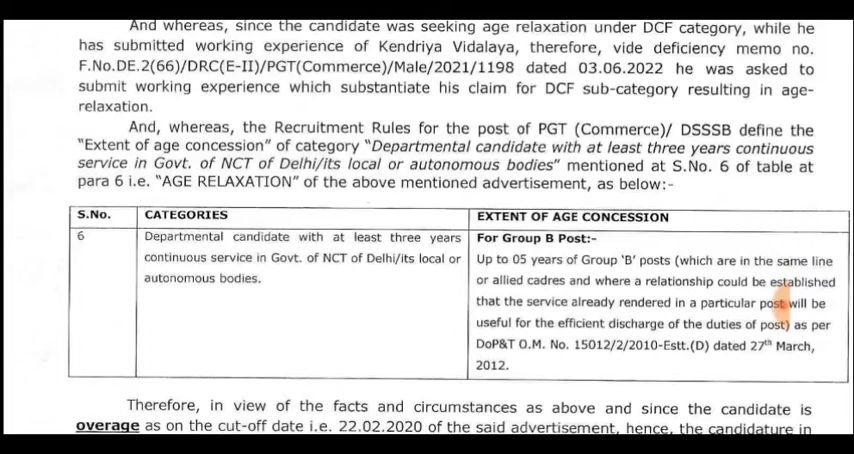 And whereas, since the candidate was seeking age relaxation under DCF category, while he
has submitted working experience of Kendriya Vidalaya, therefore, vide deficiency memo no.
F.No.DE.2(66)/DRC(E-II)/PGT(Commerce)/Male/2021/1198 dated 03.06.2022 he was asked to
submit working experience which substantiate his claim for DCF sub-category resulting in age-
relaxation.
And, whereas, the Recruitment Rules for the post of PGT (Commerce)/ DSSSB define the
"Extent of age concession" of category "Departmental candidate with at least three years continuous
service in Govt. of NCT of Delhi/its local or autonomous bodies" mentioned at S.No. 6 of table at
para 6 i.e. "AGE RELAXATION" of the above mentioned advertisement, as below:-
S.No. CATEGORIES EXTENT OF AGE CONCESSION
6
Departmental candidate with at least three years
continuous service in Govt. of NCT of Delhi/its local or
autonomous bodies.
For Group B Post:-
Up to 05 years of Group 'B' posts (which are in the same line
or allied cadres and where a relationship could be established
that the service already rendered in a particular post will be
useful for the efficient discharge of the duties of post) as per
DoP&T O.M. No. 15012/2/2010-Estt.(D) dated 27th March,
2012.
Therefore, in view of the facts and circumstances as above and since the candidate is
overage as on the cut-off date i.e. 22.02.2020 of the said advertisement, hence, the candidature in